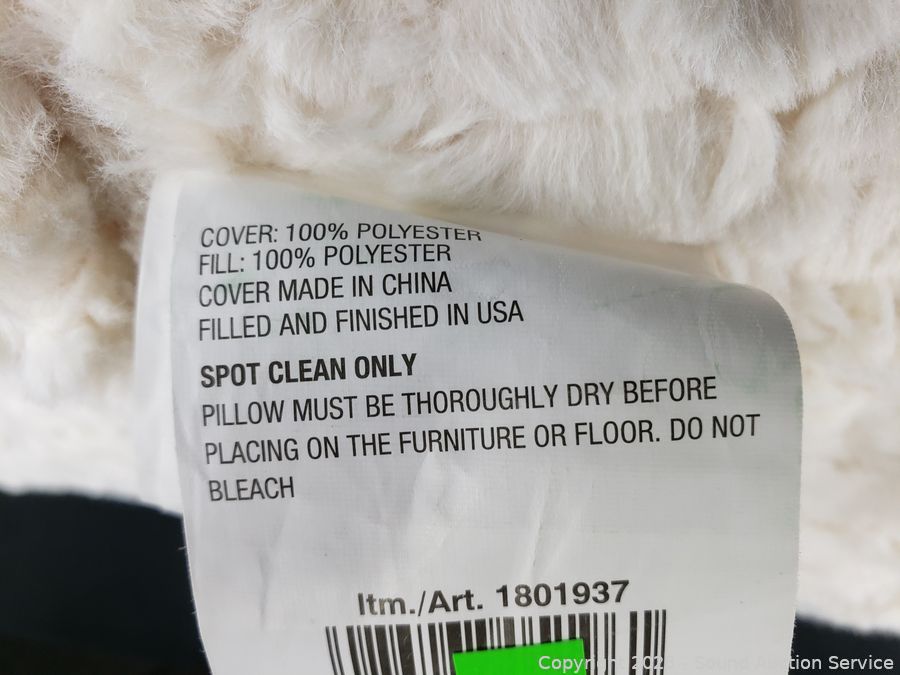 COVER: 100% POLYESTER
FILL: 100% POLYESTER
COVER MADE IN CHINA
FILLED AND FINISHED IN USA
SPOT CLEAN ONLY
PILLOW MUST BE THOROUGHLY DRY BEFORE
PLACING ON THE FURNITURE OR FLOOR. DO NOT
BLEACH
Itm./Art. 1801937
Copyright Sound Auction Service